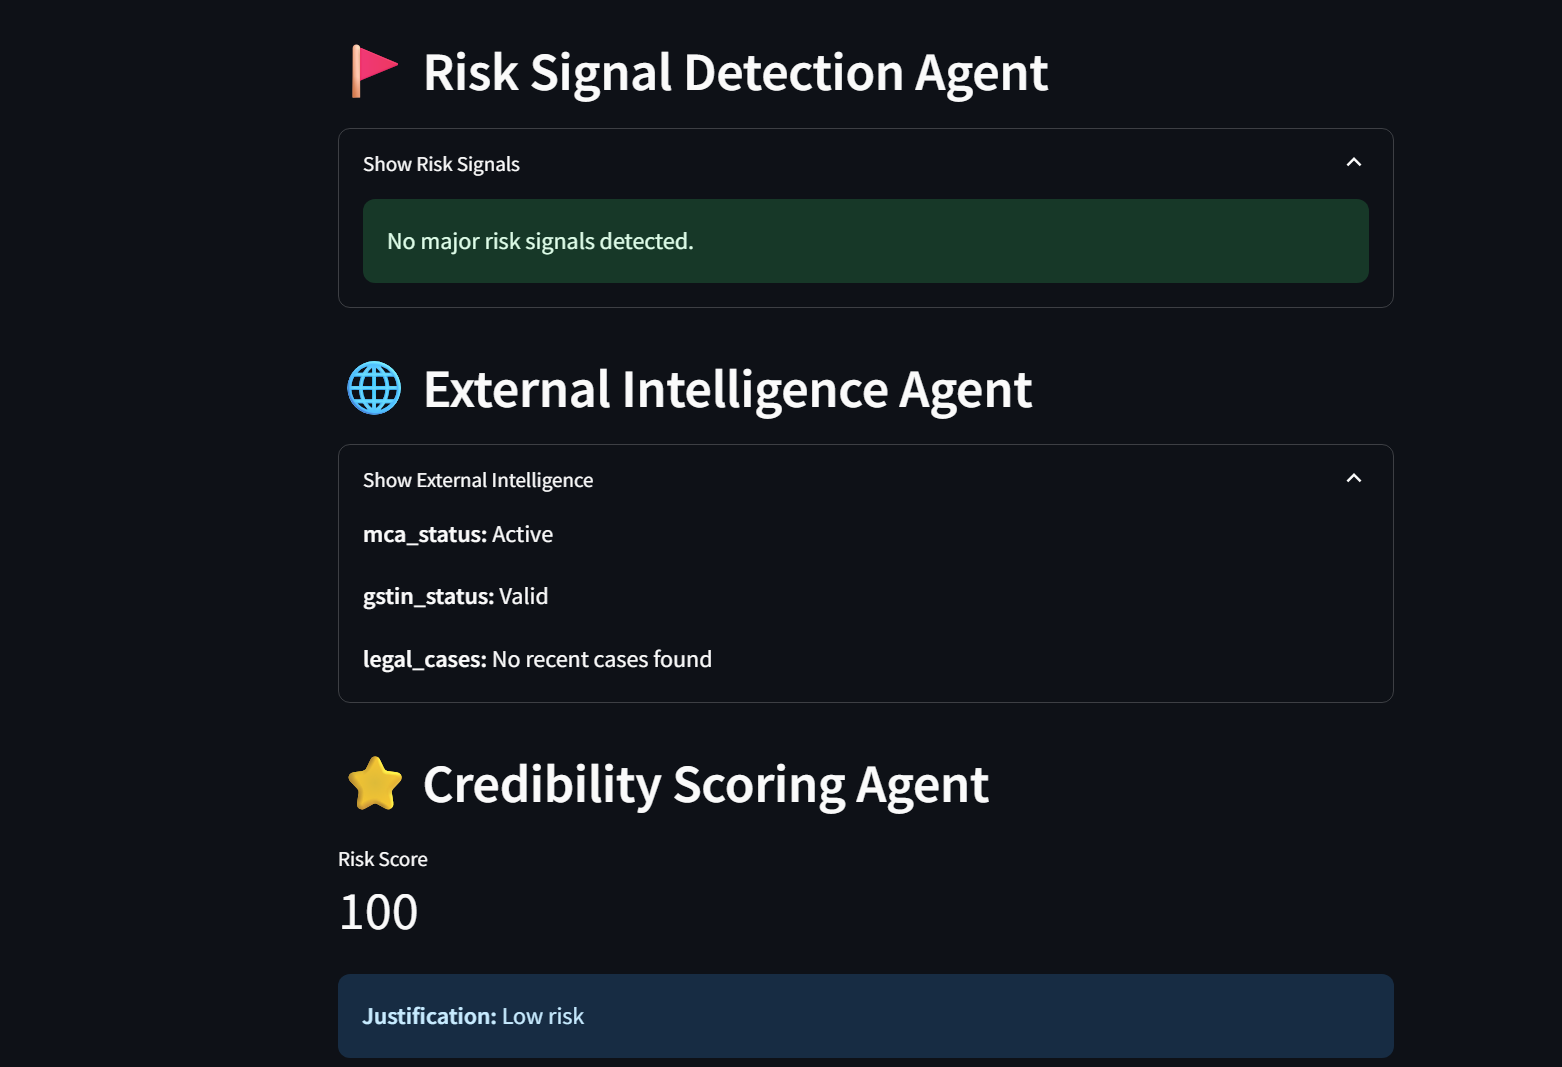 Risk Signal Detection Agent
Show Risk Signals
No major risk signals detected.
External Intelligence Agent
Show External Intelligence
mca_status: Active
gstin_status: Valid
legal_cases: No recent cases found
Credibility Scoring Agent
Risk Score
100
Justification: Low risk